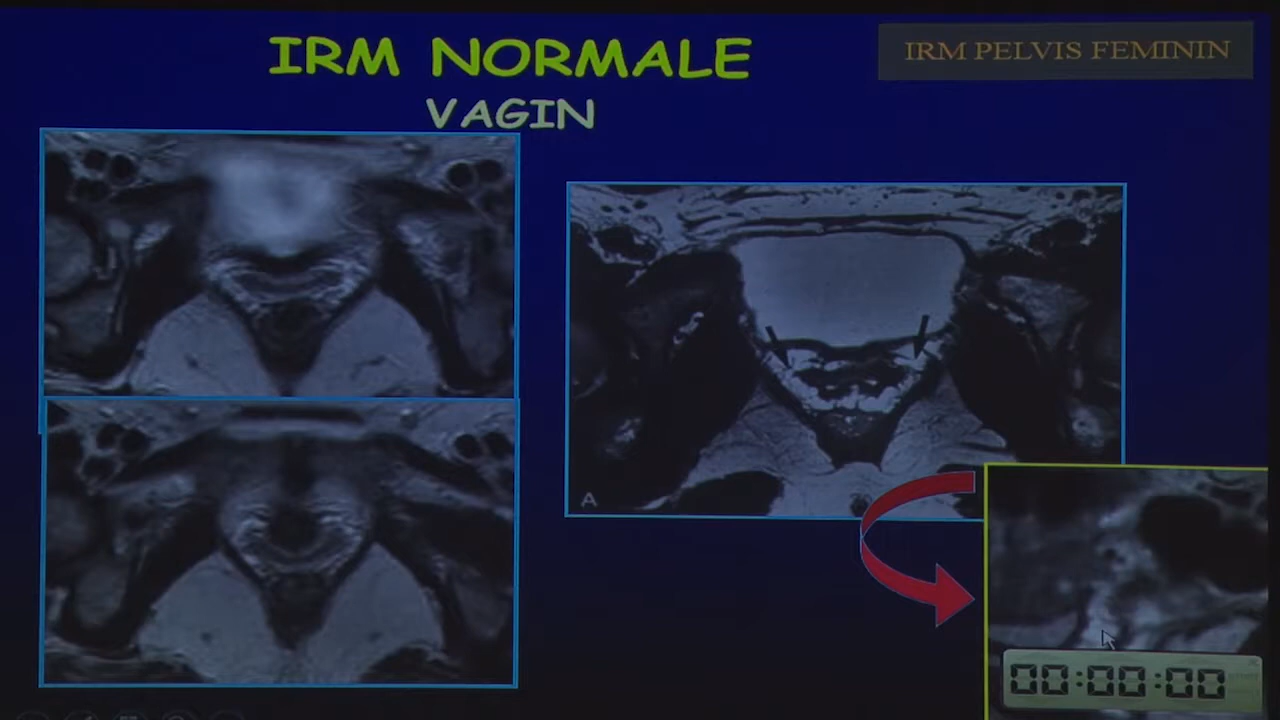 IRM NORMALE
IRM PELVIS FEMININ
VAGIN
A
00:00:00